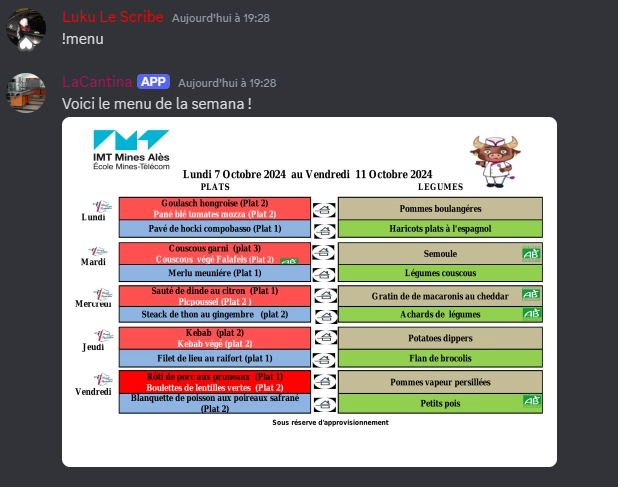 Luku Le Scribe Aujourd'hui à 19:28
!menu
LaCantina APP Aujourd'hui à 19:28
Voici le menu de la semana !
IMT Mines Alès
École Mines-Télécom
Lundi 7 Octobre 2024 au Vendredi 11 Octobre 2024
PLATS LEGUMES
Lundi
Goulasch hongroise (Plat 2)
Pané blé tomates mozza (Plat 2)
Pommes boulangéres
Pavé de hocki compobasso (Plat 1)
Haricots plats à l'espagnol
Mardi
Couscous garni (plat 3)
Couscous végé Falafels (Plat 2)
AB
Semoule
AB
Merlu meuniére (Plat 1)
Légumes couscous
Mercredi
Sauté de dinde au citron (Plat 1)
Picpoussel (Plat 2 )
Gratin de de macaronis au cheddar
AB
Steack de thon au gingembre (plat 2)
Achards de légumes
AB
Jeudi
Kebab (plat 2)
Kebab végé (plat 2)
Potatoes dippers
Filet de lieu au raifort (plat 1)
Flan de brocolis
Vendredi
Rôti de porc aux pruneaux (Plat 1)
Boulettes de lentilles vertes (Plat 2)
Pommes vapeur persillées
Blanquette de poisson aux poireaux safrané
(Plat 2)
Petits pois
AB
Sous réserve d'approvisionnement